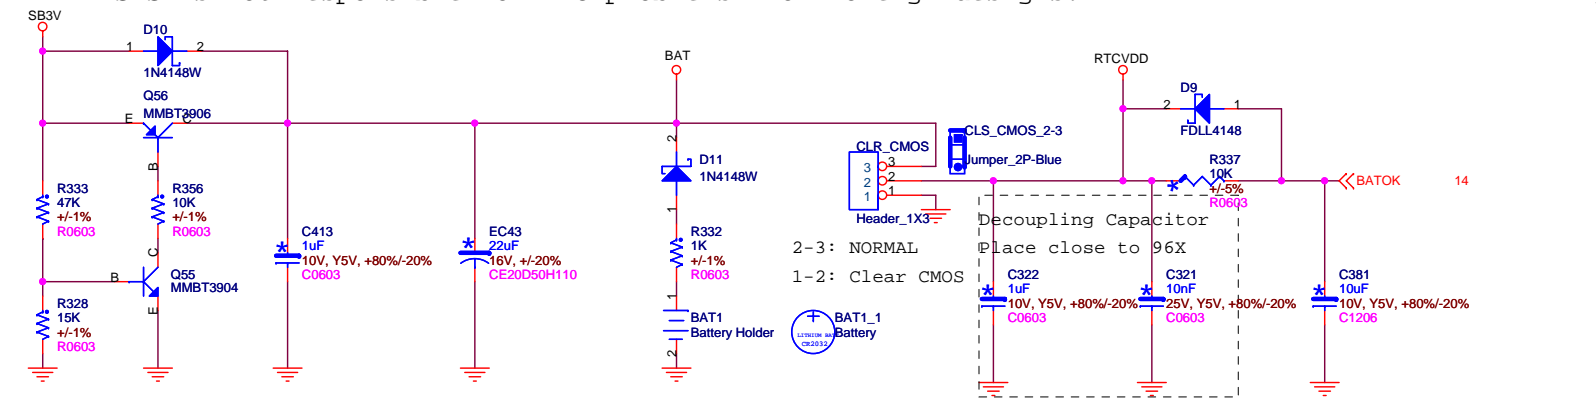 SB3V
D10
1
2
1N4148W
Q56
MMBT3906
E
C
B
R333
47K
+/-1%
R0603
R356
10K
+/-1%
R0603
C
B
Q55
MMBT3904
E
R328
15K
+/-1%
R0603
C413
1uF
10V, Y5V, +80%/-20%
C0603
EC43
22uF
16V, +/-20%
CE20D50H110
BAT
2
D11
1N4148W
1
R332
1K
+/-1%
R0603
1
BAT1
Battery Holder
2
BAT1_1
Battery
CR2032
CLR_CMOS
3
2
1
3
2
1
Header_1X3
CLS_CMOS_2-3
Jumper_2P-Blue
2-3: NORMAL
1-2: Clear CMOS
RTCVDD
D9
2
1
FDLL4148
R337
10K
+/-5%
R0603
BATOK
14
Decoupling Capacitor
Place close to 96X
C322
1uF
10V, Y5V, +80%/-20%
C0603
C321
10nF
25V, Y5V, +80%/-20%
C0603
C381
10uF
10V, Y5V, +80%/-20%
C1206